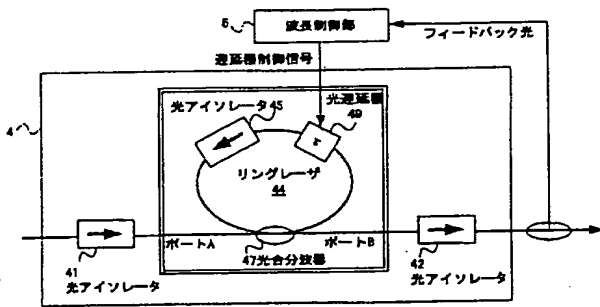 5
波長制御部
フィードバック光
遅延器制御信号
4
光アイソレータ45
光遅延器
49
τ
リングレーザ
44
ポートA
ポートB
41
光アイソレータ
47光合分波器
42
光アイソレータ